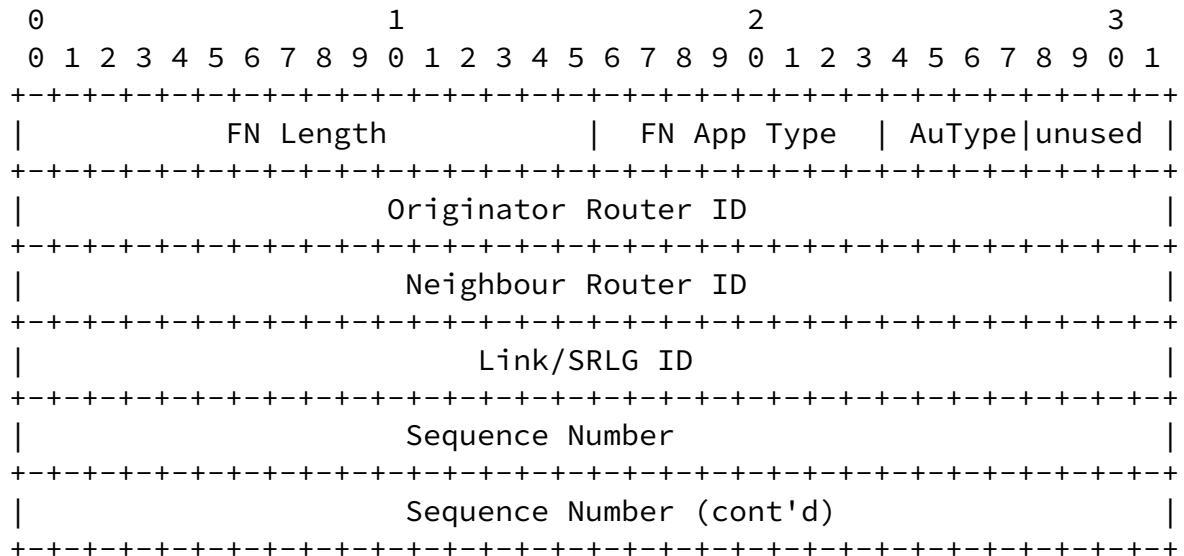 0                   1                   2                   3
 0 1 2 3 4 5 6 7 8 9 0 1 2 3 4 5 6 7 8 9 0 1 2 3 4 5 6 7 8 9 0 1
+-+-+-+-+-+-+-+-+-+-+-+-+-+-+-+-+-+-+-+-+-+-+-+-+-+-+-+-+-+-+-+-+
|           FN Length           |  FN App Type  | AuType|unused |
+-+-+-+-+-+-+-+-+-+-+-+-+-+-+-+-+-+-+-+-+-+-+-+-+-+-+-+-+-+-+-+-+
|                    Originator Router ID                       |
+-+-+-+-+-+-+-+-+-+-+-+-+-+-+-+-+-+-+-+-+-+-+-+-+-+-+-+-+-+-+-+-+
|                     Neighbour Router ID                       |
+-+-+-+-+-+-+-+-+-+-+-+-+-+-+-+-+-+-+-+-+-+-+-+-+-+-+-+-+-+-+-+-+
|                         Link/SRLG ID                          |
+-+-+-+-+-+-+-+-+-+-+-+-+-+-+-+-+-+-+-+-+-+-+-+-+-+-+-+-+-+-+-+-+
|                     Sequence Number                           |
+-+-+-+-+-+-+-+-+-+-+-+-+-+-+-+-+-+-+-+-+-+-+-+-+-+-+-+-+-+-+-+-+
|                     Sequence Number (cont'd)                  |
+-+-+-+-+-+-+-+-+-+-+-+-+-+-+-+-+-+-+-+-+-+-+-+-+-+-+-+-+-+-+-+-+